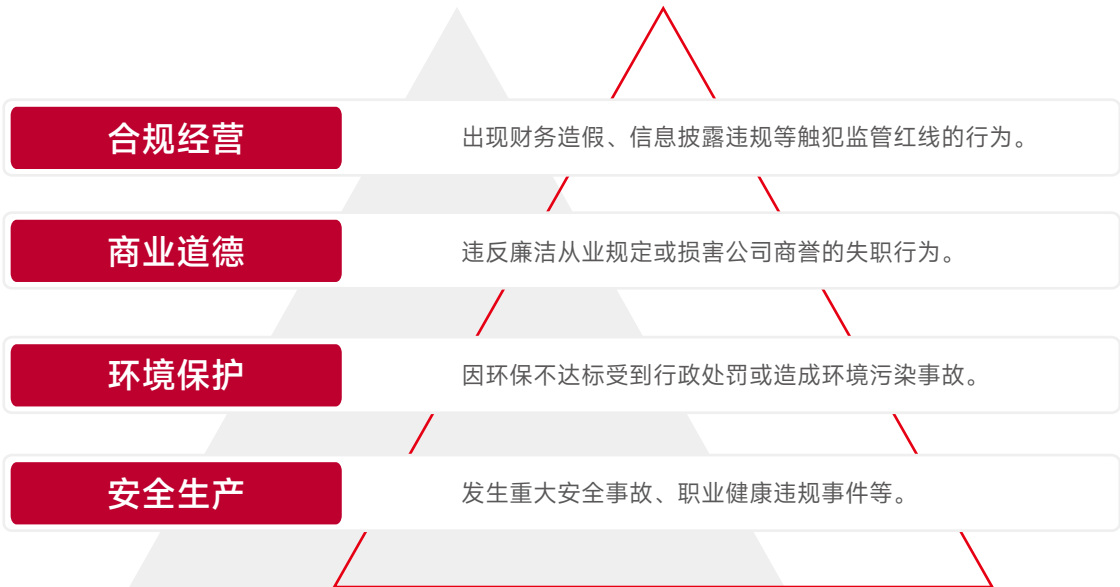 合规经营
出现财务造假、信息披露违规等触犯监管红线的行为。
商业道德
违反廉洁从业规定或损害公司商誉的失职行为。
环境保护
因环保不达标受到行政处罚或造成环境污染事故。
安全生产
发生重大安全事故、职业健康违规事件等。